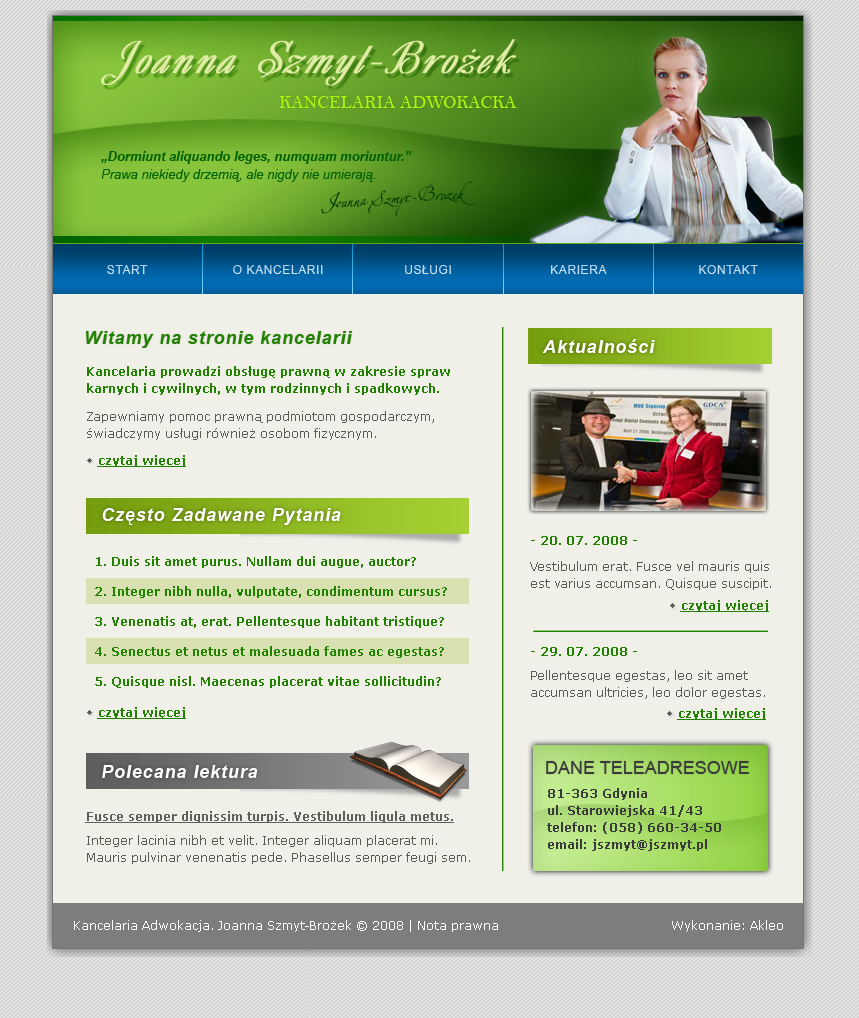 Joanna Szmyt-Brożek
KANCELARIA ADWOKACKA
„Dormiunt aliquando leges, numquam moriuntur.”
Prawa niekiedy drzemią, ale nigdy nie umierają.
Joanna Szmyt-Brożek
START
O KANCELARII
USŁUGI
KARIERA
KONTAKT
Witamy na stronie kancelarii
Kancelaria prowadzi obsługę prawną w zakresie spraw
karnych i cywilnych, w tym rodzinnych i spadkowych.
Zapewniamy pomoc prawną podmiotom gospodarczym,
świadczymy usługi również osobom fizycznym.
czytaj więcej
Często Zadawane Pytania
1. Duis sit amet purus. Nullam dui augue, auctor?
2. Integer nibh nulla, vulputate, condimentum cursus?
3. Venenatis at, erat. Pellentesque habitant tristique?
4. Senectus et netus et malesuada fames ac egestas?
5. Quisque nisl. Maecenas placerat vitae sollicitudin?
czytaj więcej
Polecana lektura
Fusce semper dignissim turpis. Vestibulum ligula metus.
Integer lacinia nibh et velit. Integer aliquam placerat mi.
Mauris pulvinar venenatis pede. Phasellus semper feugi sem.
Aktualności
MOU Signing
GDCA
April 21, 2008,
- 20. 07. 2008 -
Vestibulum erat. Fusce vel mauris quis
est varius accumsan. Quisque suscipit.
czytaj więcej
- 29. 07. 2008 -
Pellentesque egestas, leo sit amet
accumsan ultricies, leo dolor egestas.
czytaj więcej
DANE TELEADRESOWE
81-363 Gdynia
ul. Starowiejska 41/43
telefon: (058) 660-34-50
email: jszmyt@jszmyt.pl
Kancelaria Adwokacja. Joanna Szmyt-Brożek © 2008 | Nota prawna
Wykonanie: Akleo